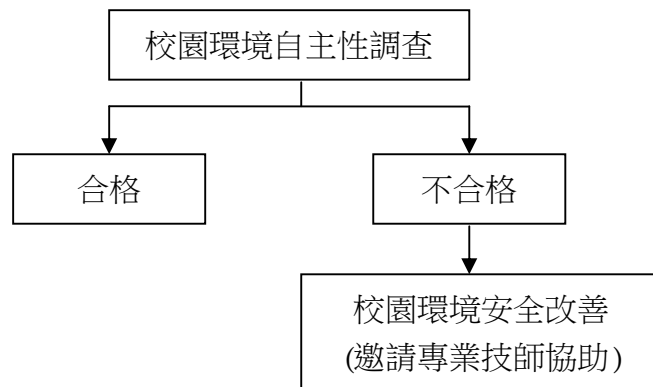 校園環境自主性調查
合格
不合格
校園環境安全改善
(邀請專業技師協助)